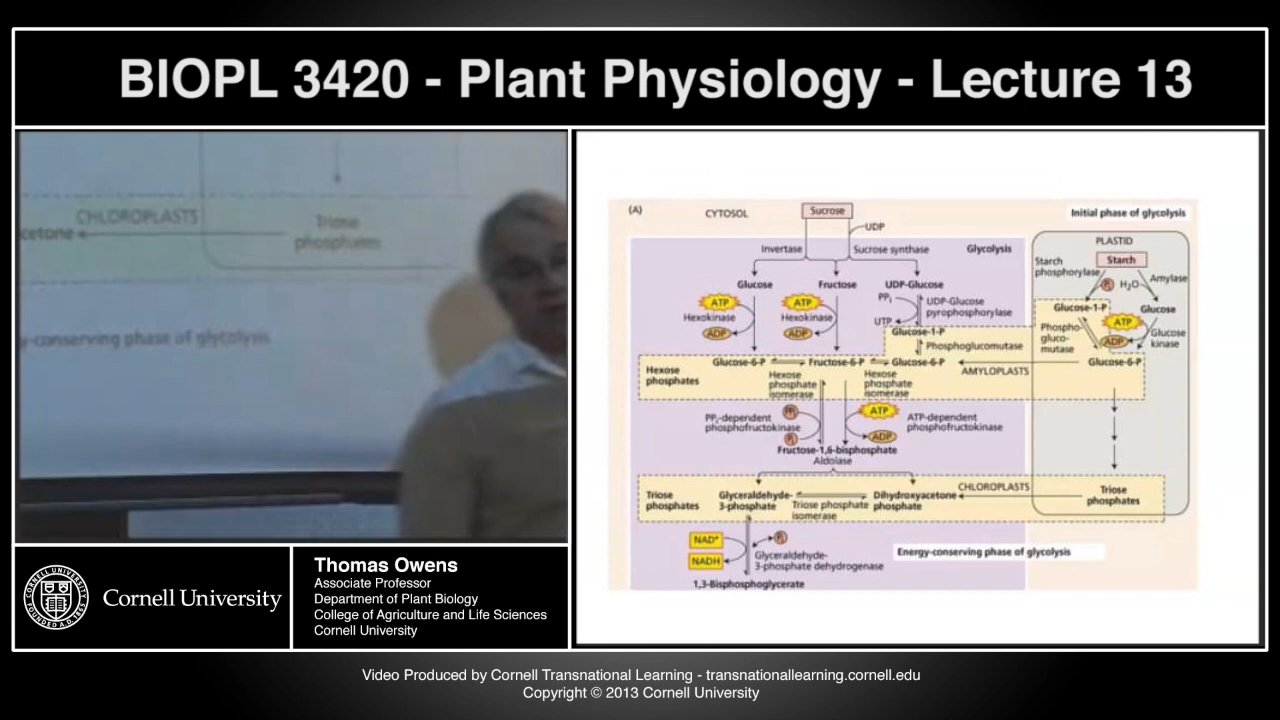 BIOPL 3420 - Plant Physiology - Lecture 13
CHLOROPLASTS
Triose
phosphates
cetone
y-conserving phase of glycolysis
(A)
CYTOSOL
Sucrose
Initial phase of glycolysis
UDP
Invertase
Sucrose synthase
Glycolysis
PLASTID
Starch
phosphorylase
Starch
Amylase
Pi
H2O
Glucose
Fructose
UDP-Glucose
ATP
Hexokinase
ADP
ATP
Hexokinase
ADP
PPi
UTP
UDP-Glucose
pyrophosphorylase
Glucose-1-P
Phosphoglucomutase
Glucose-1-P
Glucose
Phospho-
gluco-
mutase
ATP
ADP
Glucose
kinase
Hexose
phosphates
Glucose-6-P
Fructose-6-P
Glucose-6-P
AMYLOPLASTS
Glucose-6-P
Hexose
phosphate
isomerase
Hexose
phosphate
isomerase
PPi-dependent
phosphofructokinase
PPi
Pi
ATP
ADP
ATP-dependent
phosphofructokinase
Fructose-1,6-bisphosphate
Aldolase
Triose
phosphates
Glyceraldehyde-
3-phosphate
Triose phosphate
isomerase
Dihydroxyacetone
phosphate
CHLOROPLASTS
Triose
phosphates
NAD+
NADH
Pi
Glyceraldehyde-
3-phosphate dehydrogenase
Energy-conserving phase of glycolysis
1,3-Bisphosphoglycerate
Cornell University
Thomas Owens
Associate Professor
Department of Plant Biology
College of Agriculture and Life Sciences
Cornell University
Video Produced by Cornell Transnational Learning - transnationallearning.cornell.edu
Copyright © 2013 Cornell University